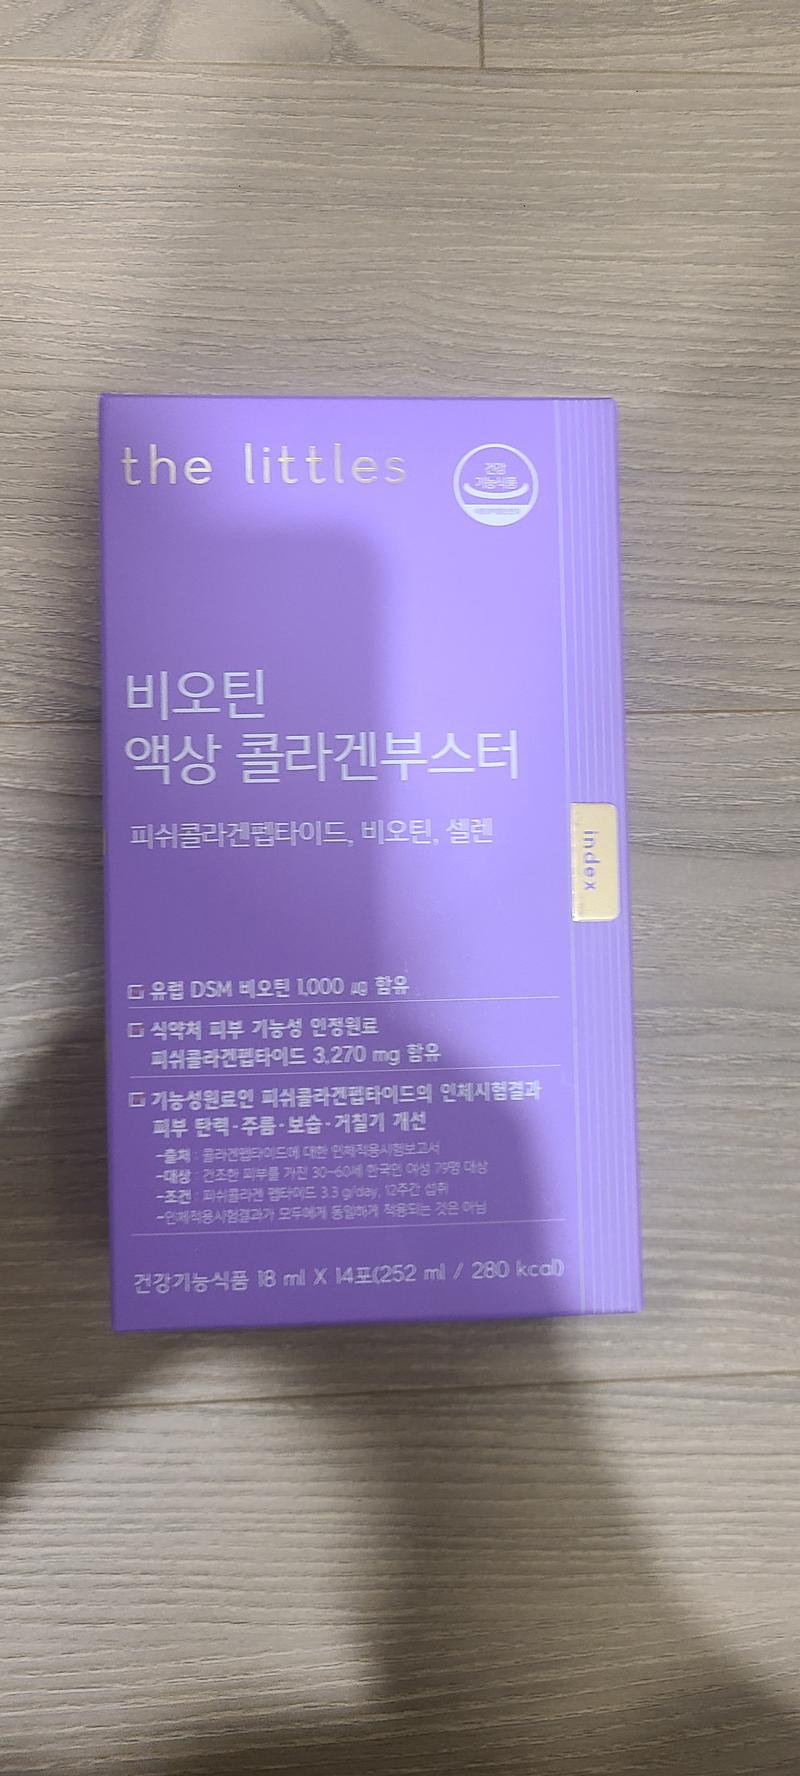 the littles
건강
기능식품
비오틴
액상 콜라겐부스터
피쉬콜라겐펩타이드, 비오틴, 셀렌
index
유럽 DSM 비오틴 1,000 ㎍ 함유
식약처 피부 기능성 인정원료
피쉬콜라겐펩타이드 3,270 mg 함유
기능성원료인 피쉬콜라겐펩타이드의 인체시험결과
피부 탄력·주름·보습·거칠기 개선
-출처 : 콜라겐펩타이드에 대한 인체적용시험보고서
-대상 : 건조한 피부를 가진 30~60세 한국인 여성 79명 대상
-조건 : 피쉬콜라겐 펩타이드 3.3 g/day, 12주간 섭취
-인체적용시험결과가 모두에게 동일하게 적용되는 것은 아님
건강기능식품 18 ml X 14포(252 ml / 280 kcal)